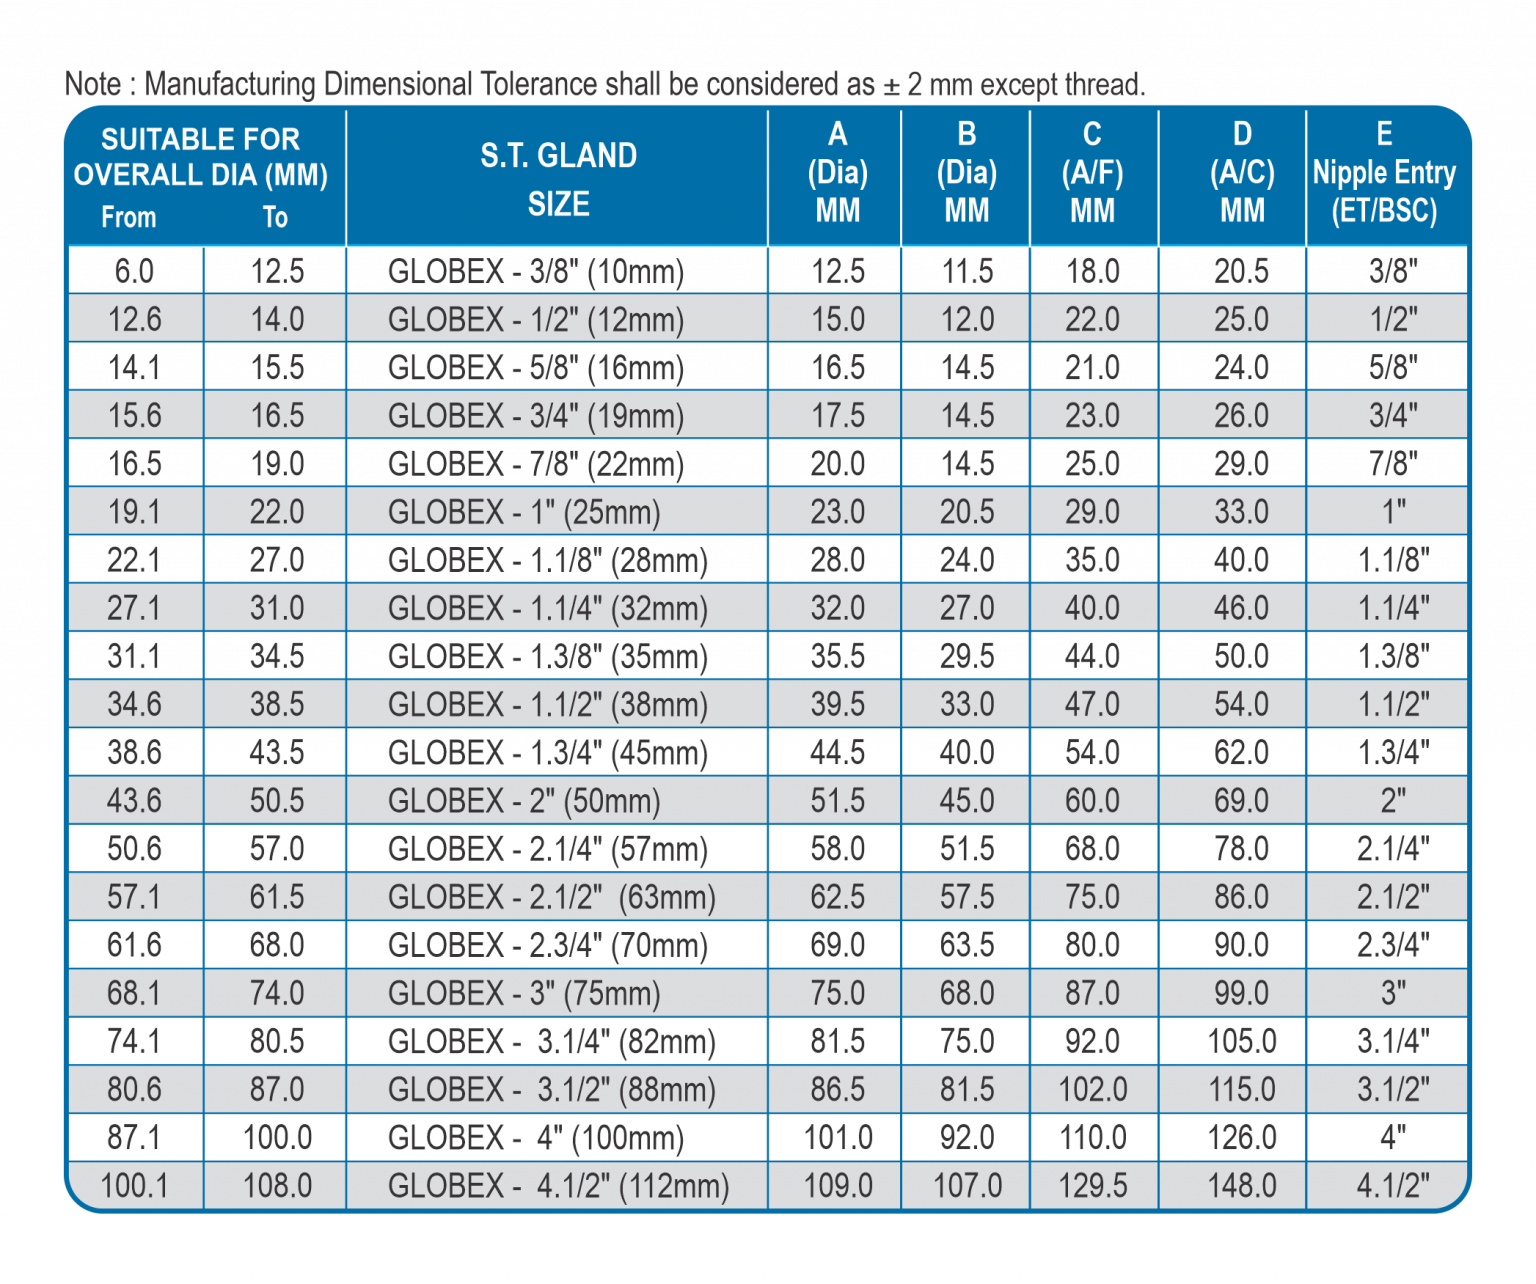 Note : Manufacturing Dimensional Tolerance shall be considered as ± 2 mm except thread.
SUITABLE FOR OVERALL DIA (MM) From To S.T. GLAND SIZE A (Dia) MM B (Dia) MM C (A/F) MM D (A/C) MM E Nipple Entry (ET/BSC)
6.0 12.5 GLOBEX - 3/8" (10mm) 12.5 11.5 18.0 20.5 3/8"
12.6 14.0 GLOBEX - 1/2" (12mm) 15.0 12.0 22.0 25.0 1/2"
14.1 15.5 GLOBEX - 5/8" (16mm) 16.5 14.5 21.0 24.0 5/8"
15.6 16.5 GLOBEX - 3/4" (19mm) 17.5 14.5 23.0 26.0 3/4"
16.5 19.0 GLOBEX - 7/8" (22mm) 20.0 14.5 25.0 29.0 7/8"
19.1 22.0 GLOBEX - 1" (25mm) 23.0 20.5 29.0 33.0 1"
22.1 27.0 GLOBEX - 1.1/8" (28mm) 28.0 24.0 35.0 40.0 1.1/8"
27.1 31.0 GLOBEX - 1.1/4" (32mm) 32.0 27.0 40.0 46.0 1.1/4"
31.1 34.5 GLOBEX - 1.3/8" (35mm) 35.5 29.5 44.0 50.0 1.3/8"
34.6 38.5 GLOBEX - 1.1/2" (38mm) 39.5 33.0 47.0 54.0 1.1/2"
38.6 43.5 GLOBEX - 1.3/4" (45mm) 44.5 40.0 54.0 62.0 1.3/4"
43.6 50.5 GLOBEX - 2" (50mm) 51.5 45.0 60.0 69.0 2"
50.6 57.0 GLOBEX - 2.1/4" (57mm) 58.0 51.5 68.0 78.0 2.1/4"
57.1 61.5 GLOBEX - 2.1/2" (63mm) 62.5 57.5 75.0 86.0 2.1/2"
61.6 68.0 GLOBEX - 2.3/4" (70mm) 69.0 63.5 80.0 90.0 2.3/4"
68.1 74.0 GLOBEX - 3" (75mm) 75.0 68.0 87.0 99.0 3"
74.1 80.5 GLOBEX - 3.1/4" (82mm) 81.5 75.0 92.0 105.0 3.1/4"
80.6 87.0 GLOBEX - 3.1/2" (88mm) 86.5 81.5 102.0 115.0 3.1/2"
87.1 100.0 GLOBEX - 4" (100mm) 101.0 92.0 110.0 126.0 4"
100.1 108.0 GLOBEX - 4.1/2" (112mm) 109.0 107.0 129.5 148.0 4.1/2"